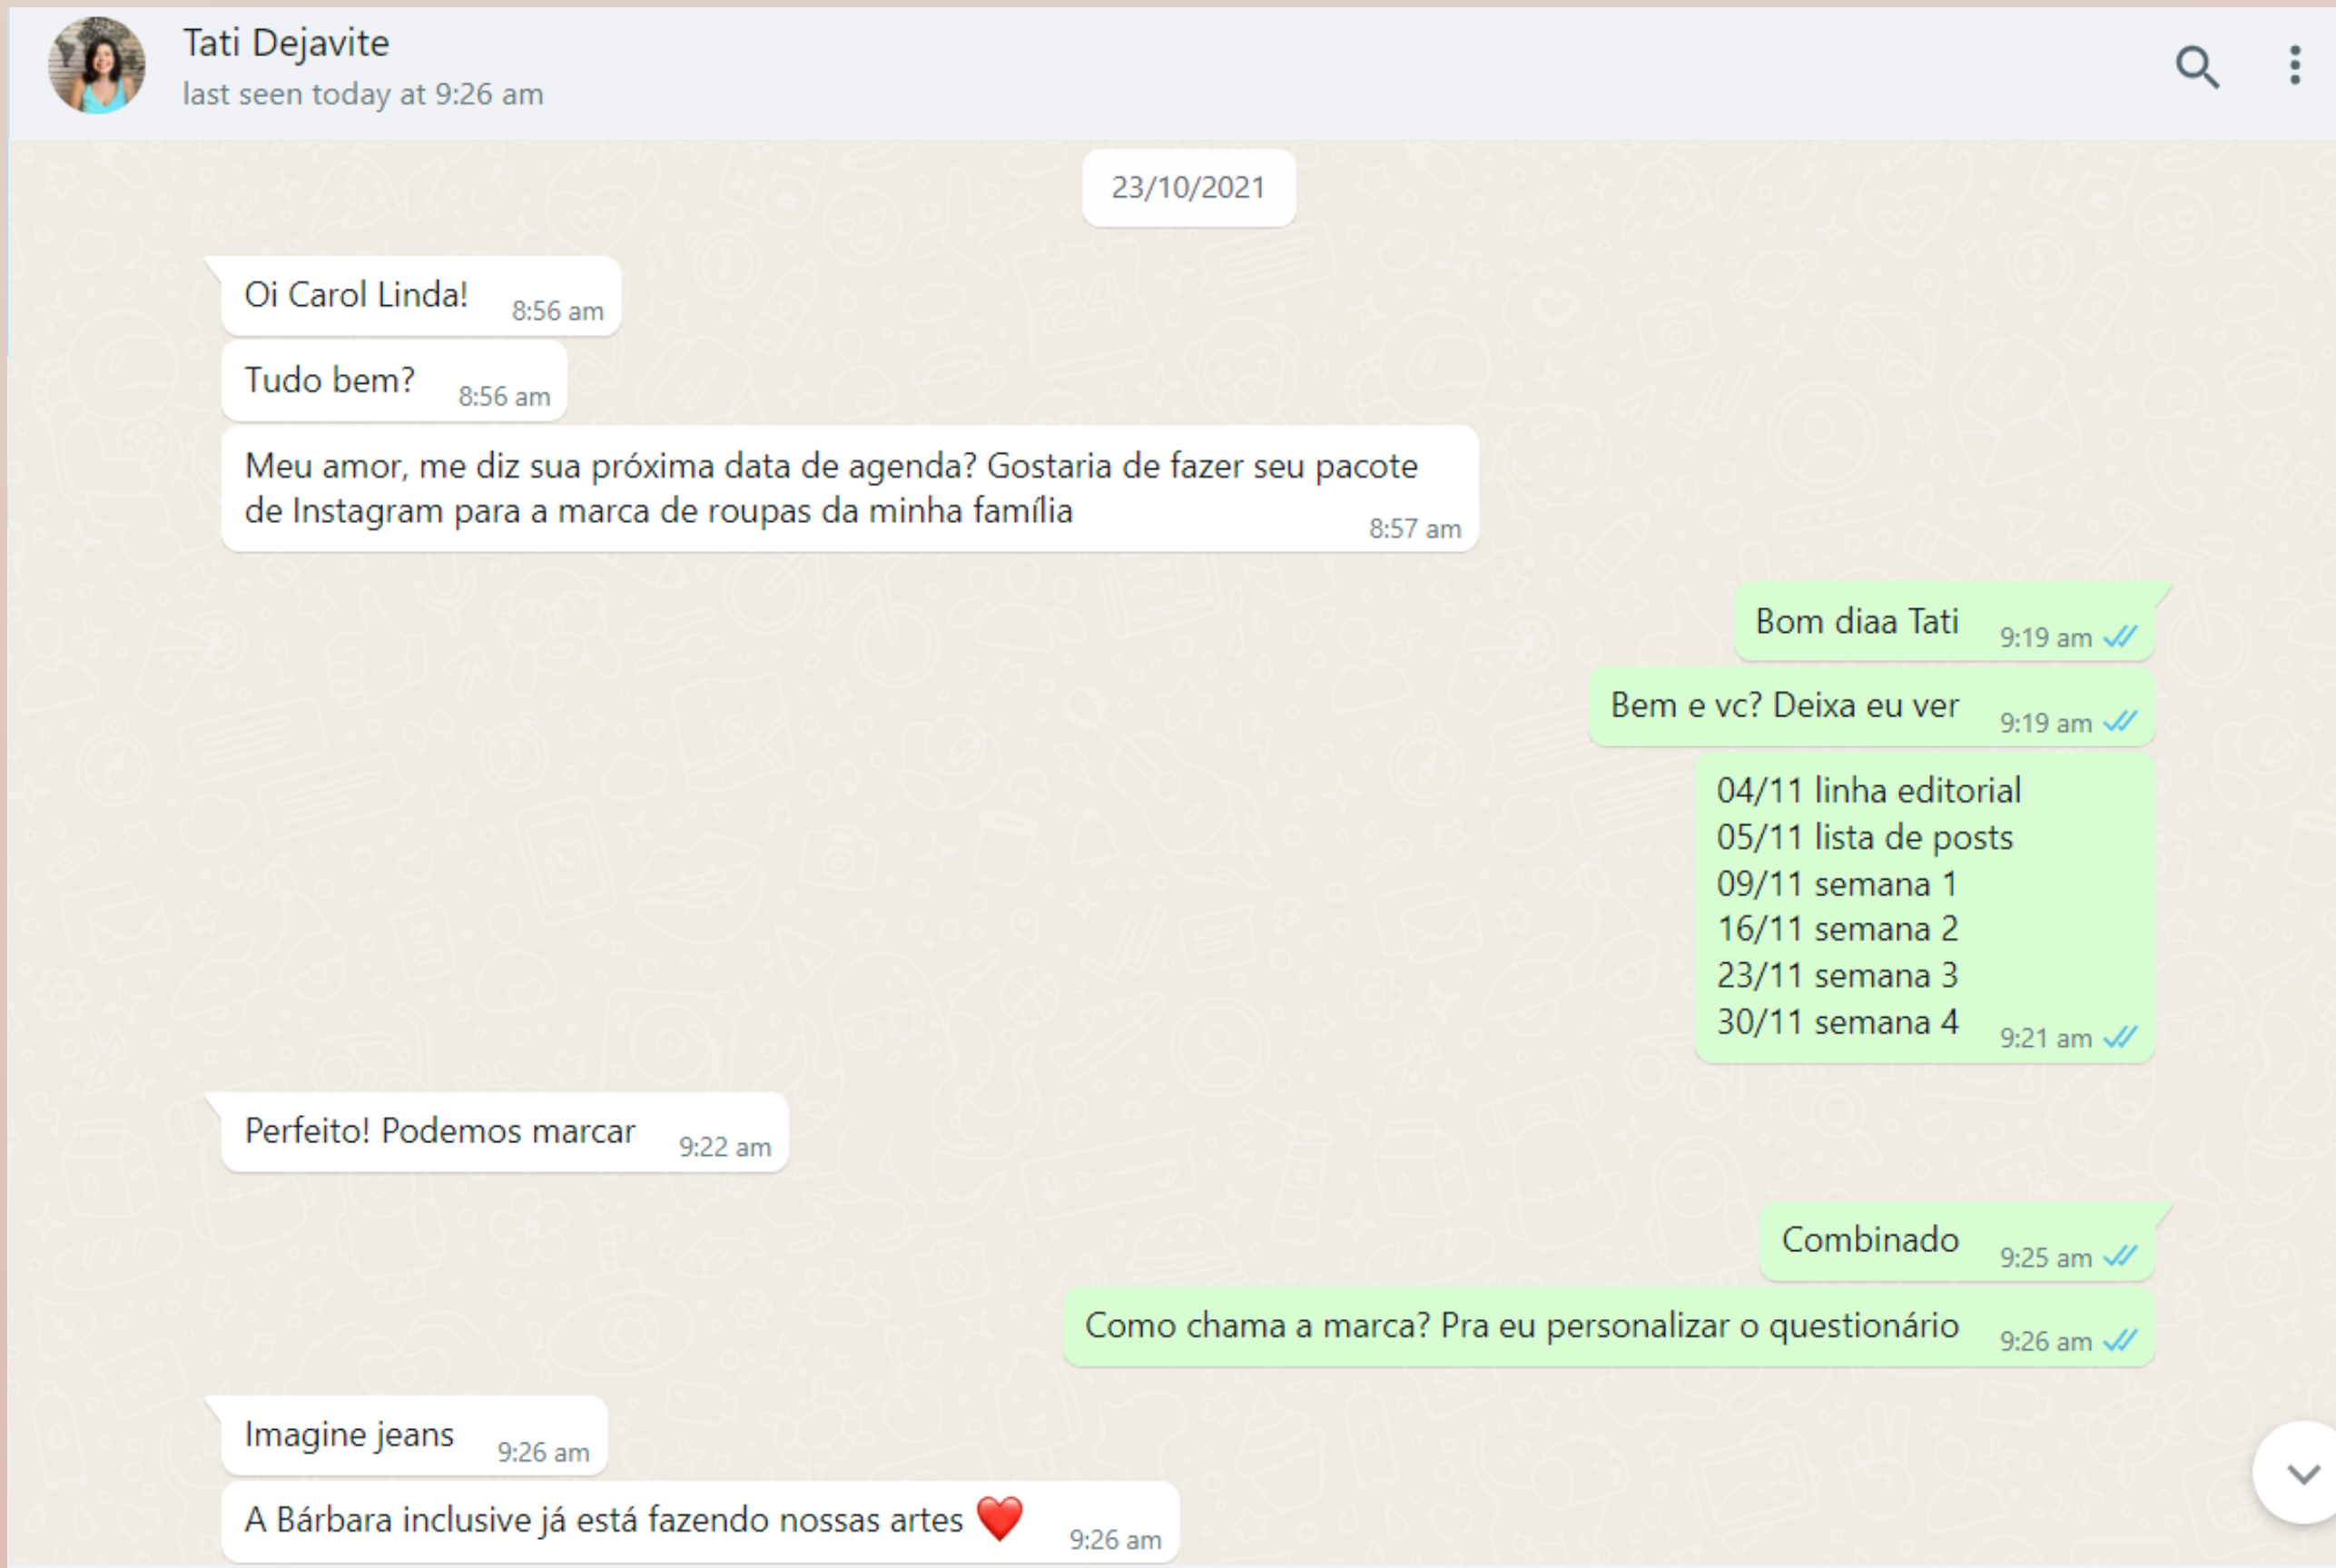 Tati Dejavite
last seen today at 9:26 am
23/10/2021
Oi Carol Linda!
8:56 am
Tudo bem?
8:56 am
Meu amor, me diz sua próxima data de agenda? Gostaria de fazer seu pacote
de Instagram para a marca de roupas da minha família
8:57 am
Bom diaa Tati
9:19 am
Bem e vc? Deixa eu ver
9:19 am
04/11 linha editorial
05/11 lista de posts
09/11 semana 1
16/11 semana 2
23/11 semana 3
30/11 semana 4
9:21 am
Perfeito! Podemos marcar
9:22 am
Combinado
9:25 am
Como chama a marca? Pra eu personalizar o questionário
9:26 am
Imagine jeans
9:26 am
A Bárbara inclusive já está fazendo nossas artes ❤️
9:26 am